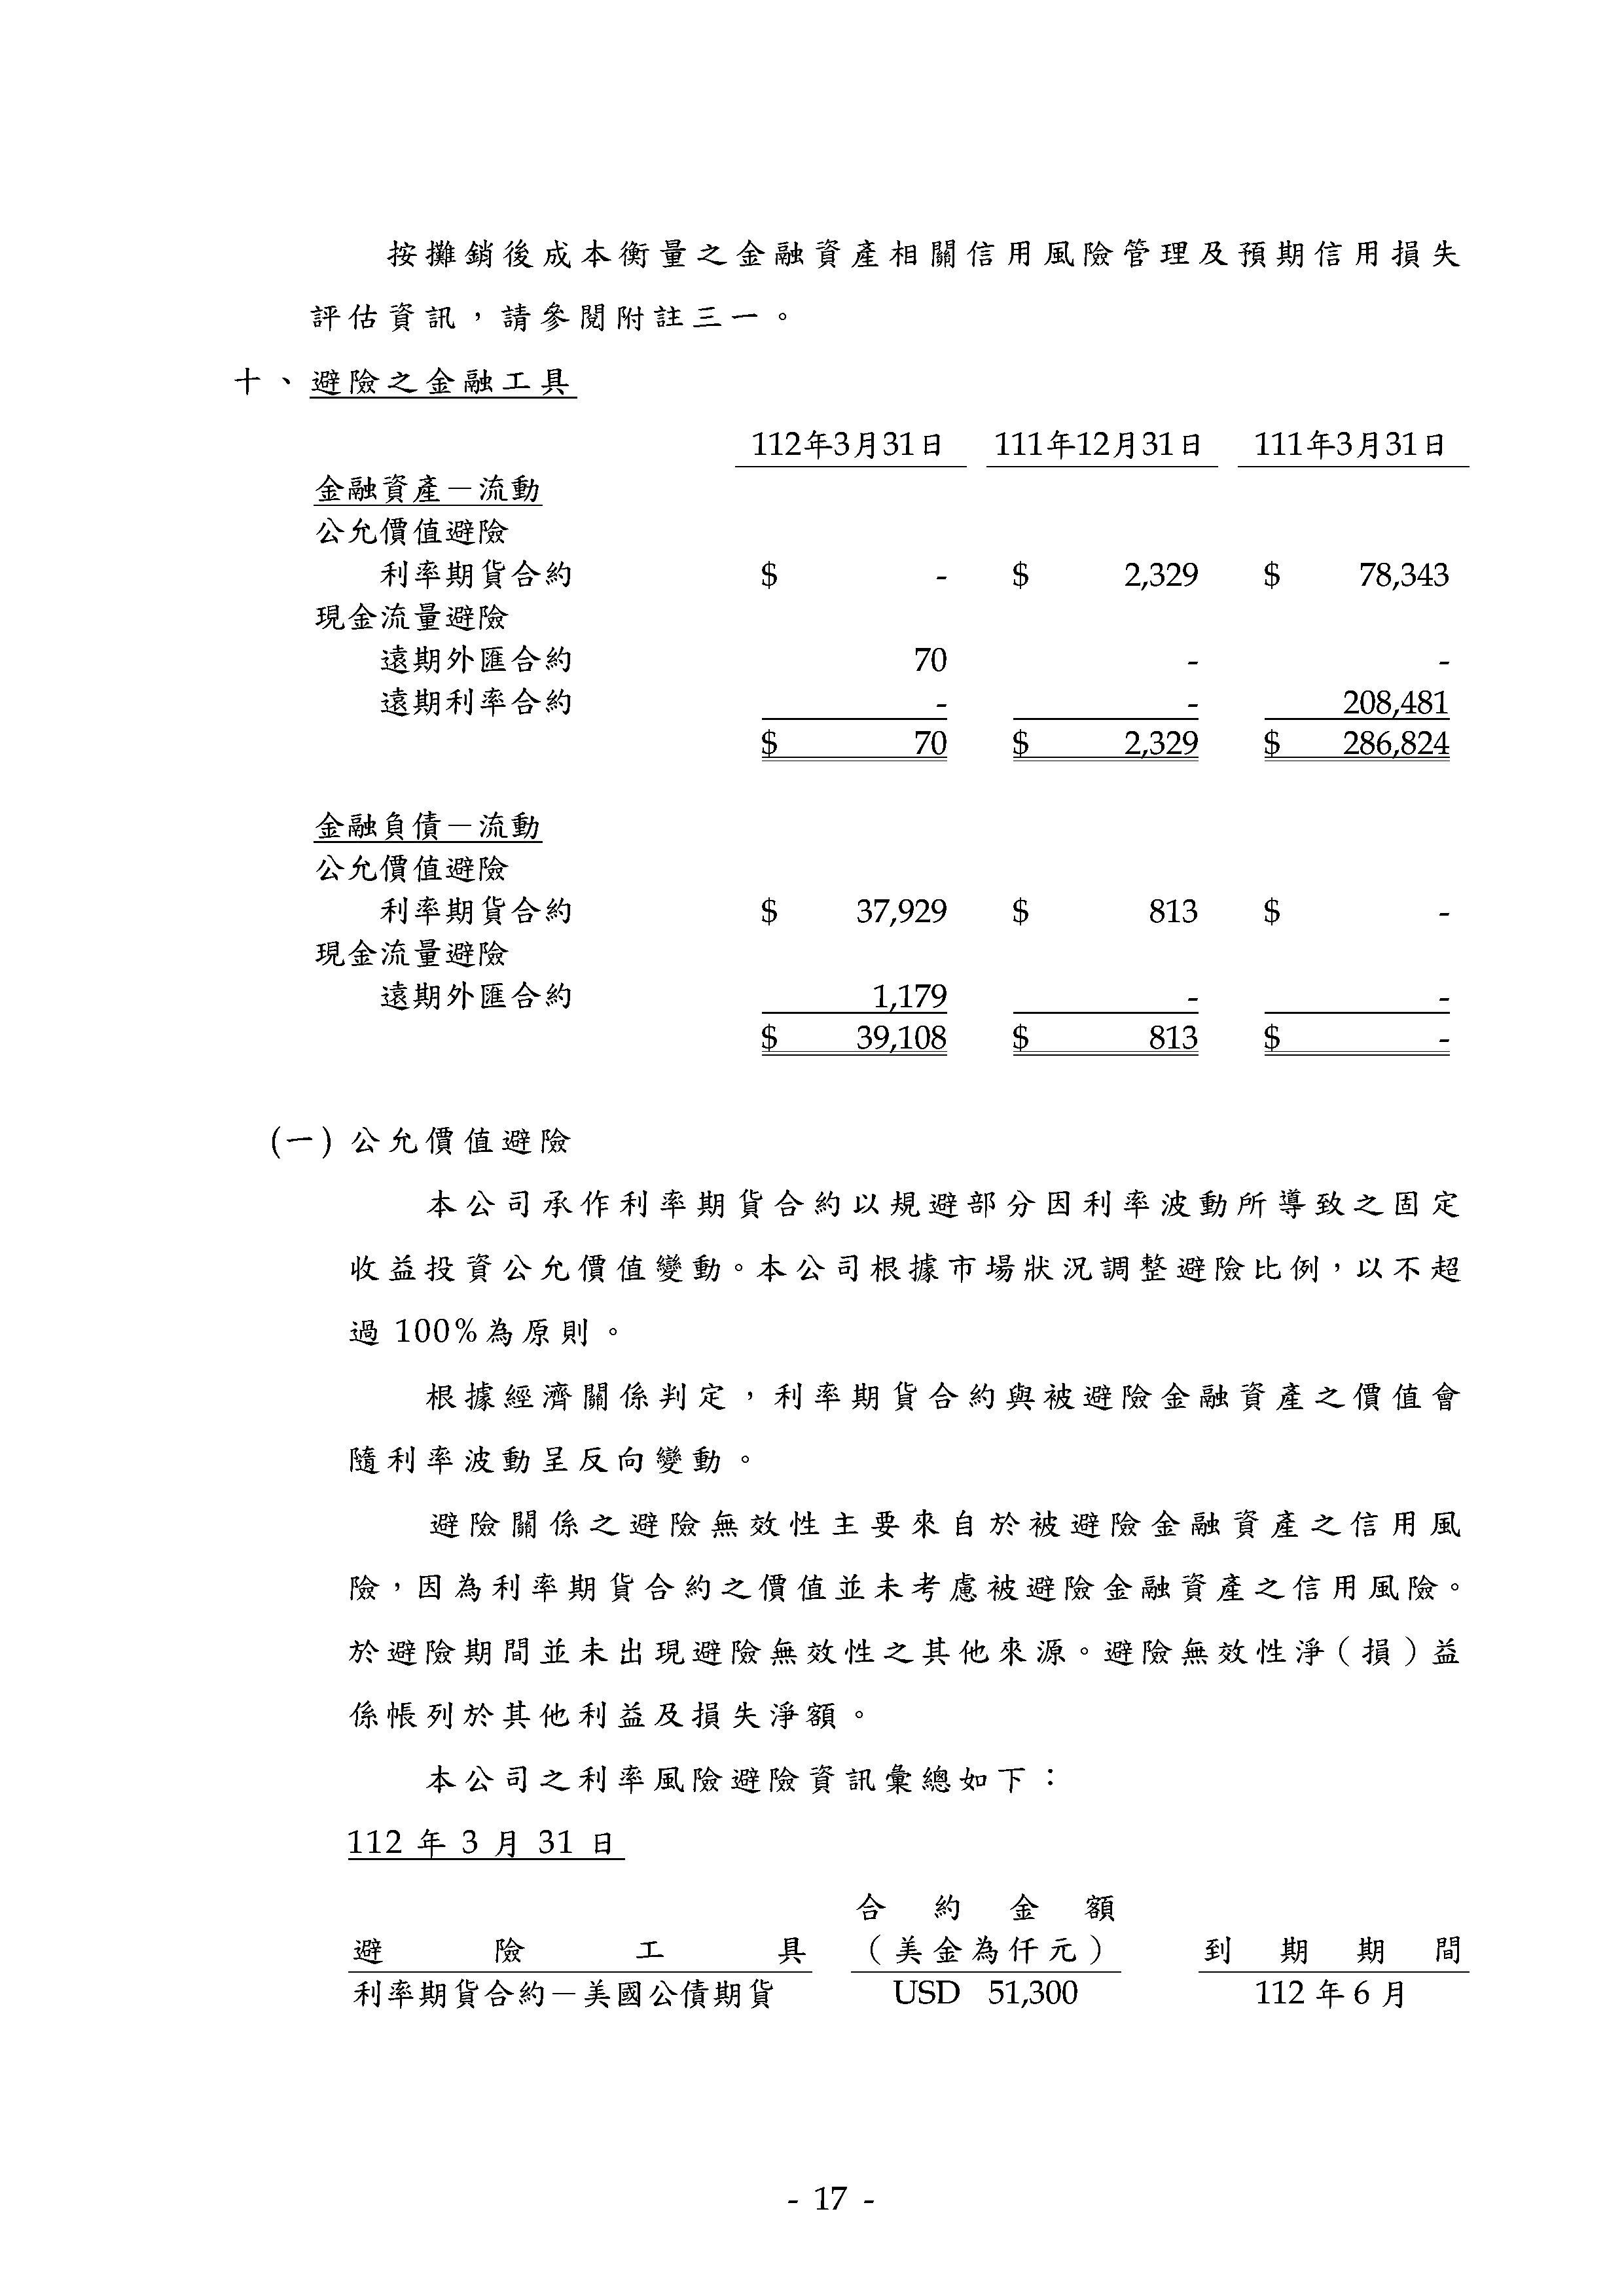 按攤銷後成本衡量之金融資產相關信用風險管理及預期信用損失
評估資訊，請參閱附註三一。
十、避險之金融工具
112年3月31日 111年12月31日 111年3月31日
金融資產－流動
公允價值避險
利率期貨合約 $ - $ 2,329 $ 78,343
現金流量避險
遠期外匯合約 70 - -
遠期利率合約 - - 208,481
$ 70 $ 2,329 $ 286,824
金融負債－流動
公允價值避險
利率期貨合約 $ 37,929 $ 813 $ -
現金流量避險
遠期外匯合約 1,179 - -
$ 39,108 $ 813 $ -
(一) 公允價值避險
本公司承作利率期貨合約以規避部分因利率波動所導致之固定
收益投資公允價值變動。本公司根據市場狀況調整避險比例，以不超
過 100%為原則。
根據經濟關係判定，利率期貨合約與被避險金融資產之價值會
隨利率波動呈反向變動。
避險關係之避險無效性主要來自於被避險金融資產之信用風
險，因為利率期貨合約之價值並未考慮被避險金融資產之信用風險。
於避險期間並未出現避險無效性之其他來源。避險無效性淨（損）益
係帳列於其他利益及損失淨額。
本公司之利率風險避險資訊彙總如下：
112 年 3 月 31 日
合約金額
避險工具 （美金為仟元） 到期期間
利率期貨合約－美國公債期貨 USD 51,300 112 年 6 月
- 17 -